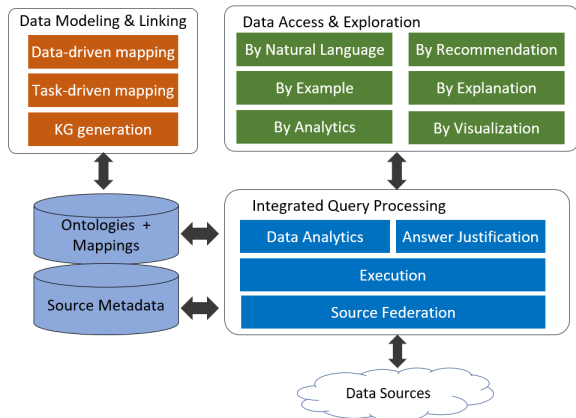 Data Modeling & Linking
Data-driven mapping
Task-driven mapping
KG generation
Data Access & Exploration
By Natural Language
By Recommendation
By Example
By Explanation
By Analytics
By Visualization
Ontologies +
Mappings
Source Metadata
Integrated Query Processing
Data Analytics
Answer Justification
Execution
Source Federation
Data Sources